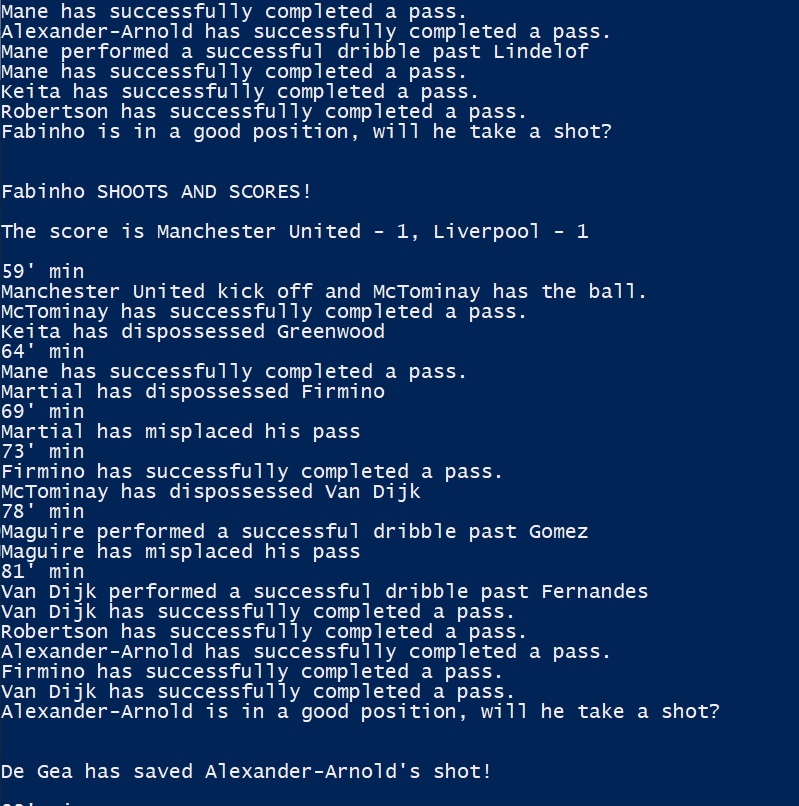 Mane has successfully completed a pass.
Alexander-Arnold has successfully completed a pass.
Mane performed a successful dribble past Lindelof
Mane has successfully completed a pass.
Keita has successfully completed a pass.
Robertson has successfully completed a pass.
Fabinho is in a good position, will he take a shot?
Fabinho SHOOTS AND SCORES!
The score is Manchester United - 1, Liverpool - 1
59' min
Manchester United kick off and McTominay has the ball.
McTominay has successfully completed a pass.
Keita has dispossessed Greenwood
64' min
Mane has successfully completed a pass.
Martial has dispossessed Firmino
69' min
Martial has misplaced his pass
73' min
Firmino has successfully completed a pass.
McTominay has dispossessed Van Dijk
78' min
Maguire performed a successful dribble past Gomez
Maguire has misplaced his pass
81' min
Van Dijk performed a successful dribble past Fernandes
Van Dijk has successfully completed a pass.
Robertson has successfully completed a pass.
Alexander-Arnold has successfully completed a pass.
Firmino has successfully completed a pass.
Van Dijk has successfully completed a pass.
Alexander-Arnold is in a good position, will he take a shot?
De Gea has saved Alexander-Arnold's shot!